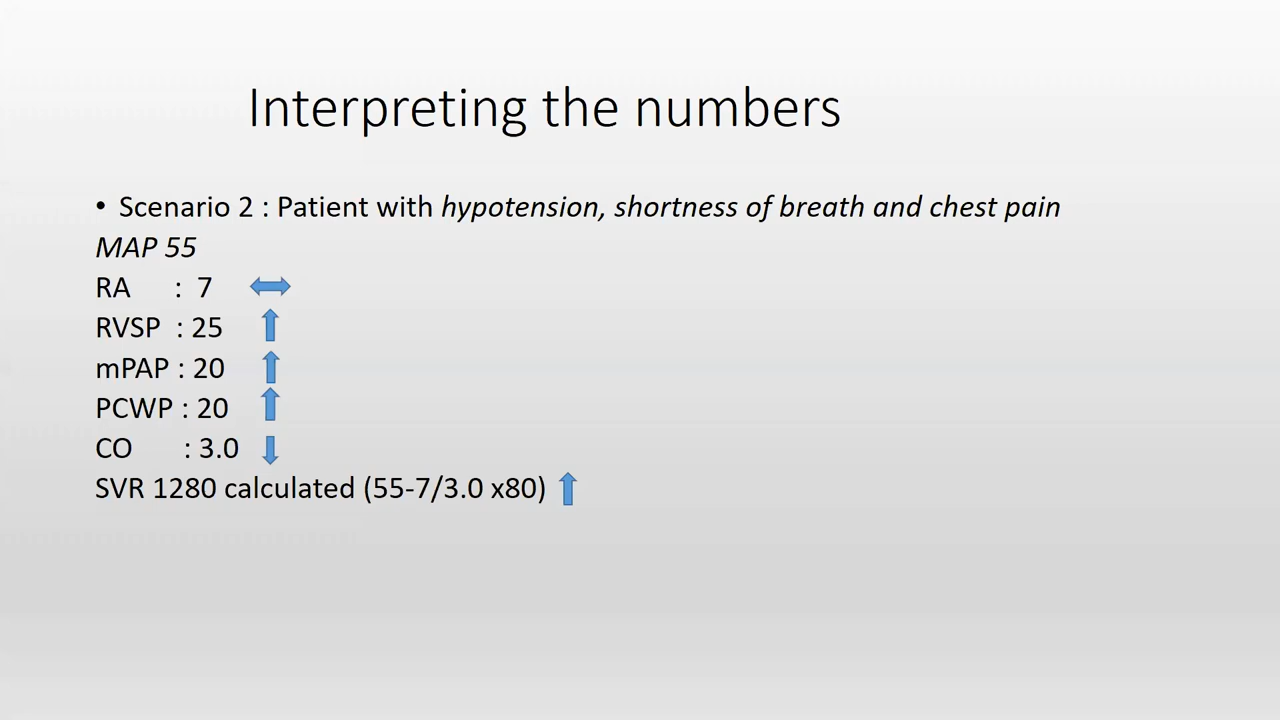 Interpreting the numbers
• Scenario 2 : Patient with hypotension, shortness of breath and chest pain
MAP 55
RA : 7
RVSP : 25
mPAP : 20
PCWP : 20
CO : 3.0
SVR 1280 calculated (55-7/3.0 x80)